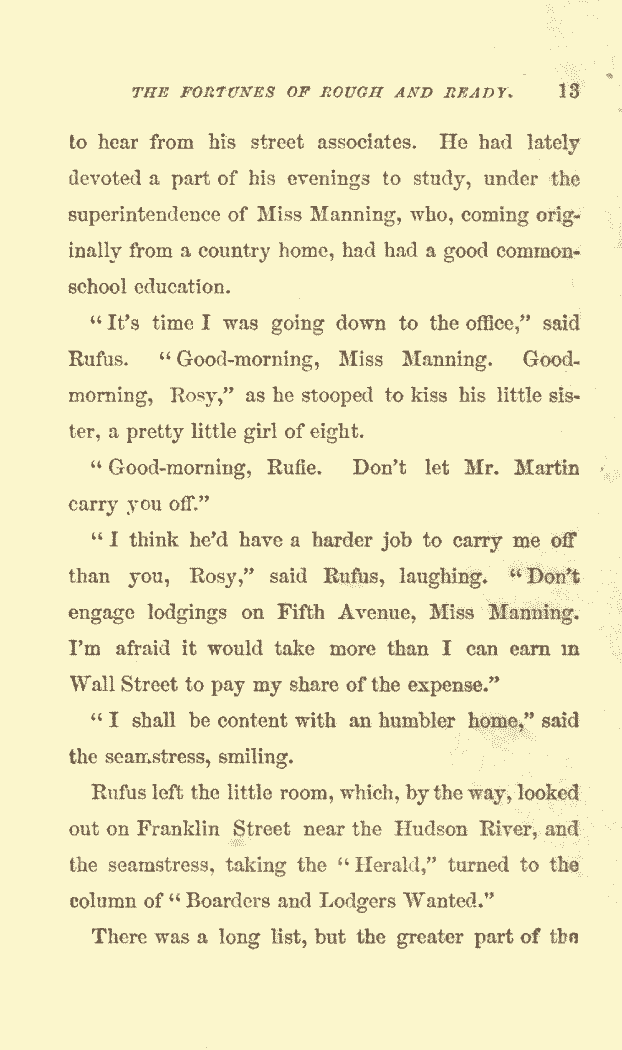 THE FORTUNES OF ROUGH AND READY. 13
to hear from his street associates. He had lately
devoted a part of his evenings to study, under the
superintendence of Miss Manning, who, coming orig-
inally from a country home, had had a good common-
school education.
"It's time I was going down to the office," said
Rufus. "Good-morning, Miss Manning. Good-
morning, Rosy," as he stooped to kiss his little sis-
ter, a pretty little girl of eight.
"Good-morning, Rufie. Don't let Mr. Martin
carry you off."
"I think he'd have a harder job to carry me off
than you, Rosy," said Rufus, laughing. "Don't
engage lodgings on Fifth Avenue, Miss Manning.
I'm afraid it would take more than I can earn in
Wall Street to pay my share of the expense."
"I shall be content with an humbler home," said
the seamstress, smiling.
Rufus left the little room, which, by the way, looked
out on Franklin Street near the Hudson River, and
the seamstress, taking the "Herald," turned to the
column of "Boarders and Lodgers Wanted."
There was a long list, but the greater part of the